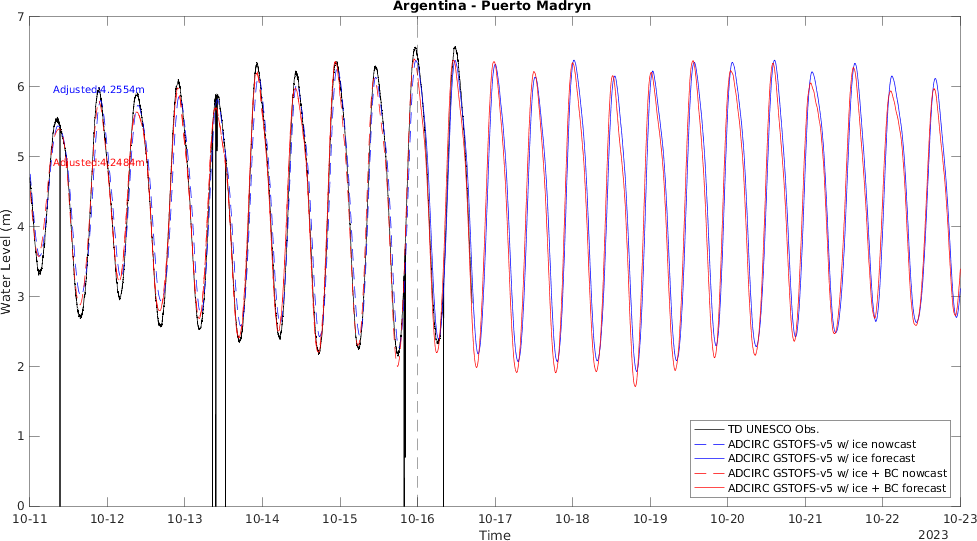 Argentina - Puerto Madryn
7
6
5
4
3
2
1
0
Water Level (m)
Adjusted:4.2554m
Adjusted:4.2484m
TD UNESCO Obs.
ADCIRC GSTOFS-v5 w/ ice nowcast
ADCIRC GSTOFS-v5 w/ ice forecast
ADCIRC GSTOFS-v5 w/ ice + BC nowcast
ADCIRC GSTOFS-v5 w/ ice + BC forecast
10-11 10-12 10-13 10-14 10-15 10-16 10-17 10-18 10-19 10-20 10-21 10-22 10-23
Time
2023